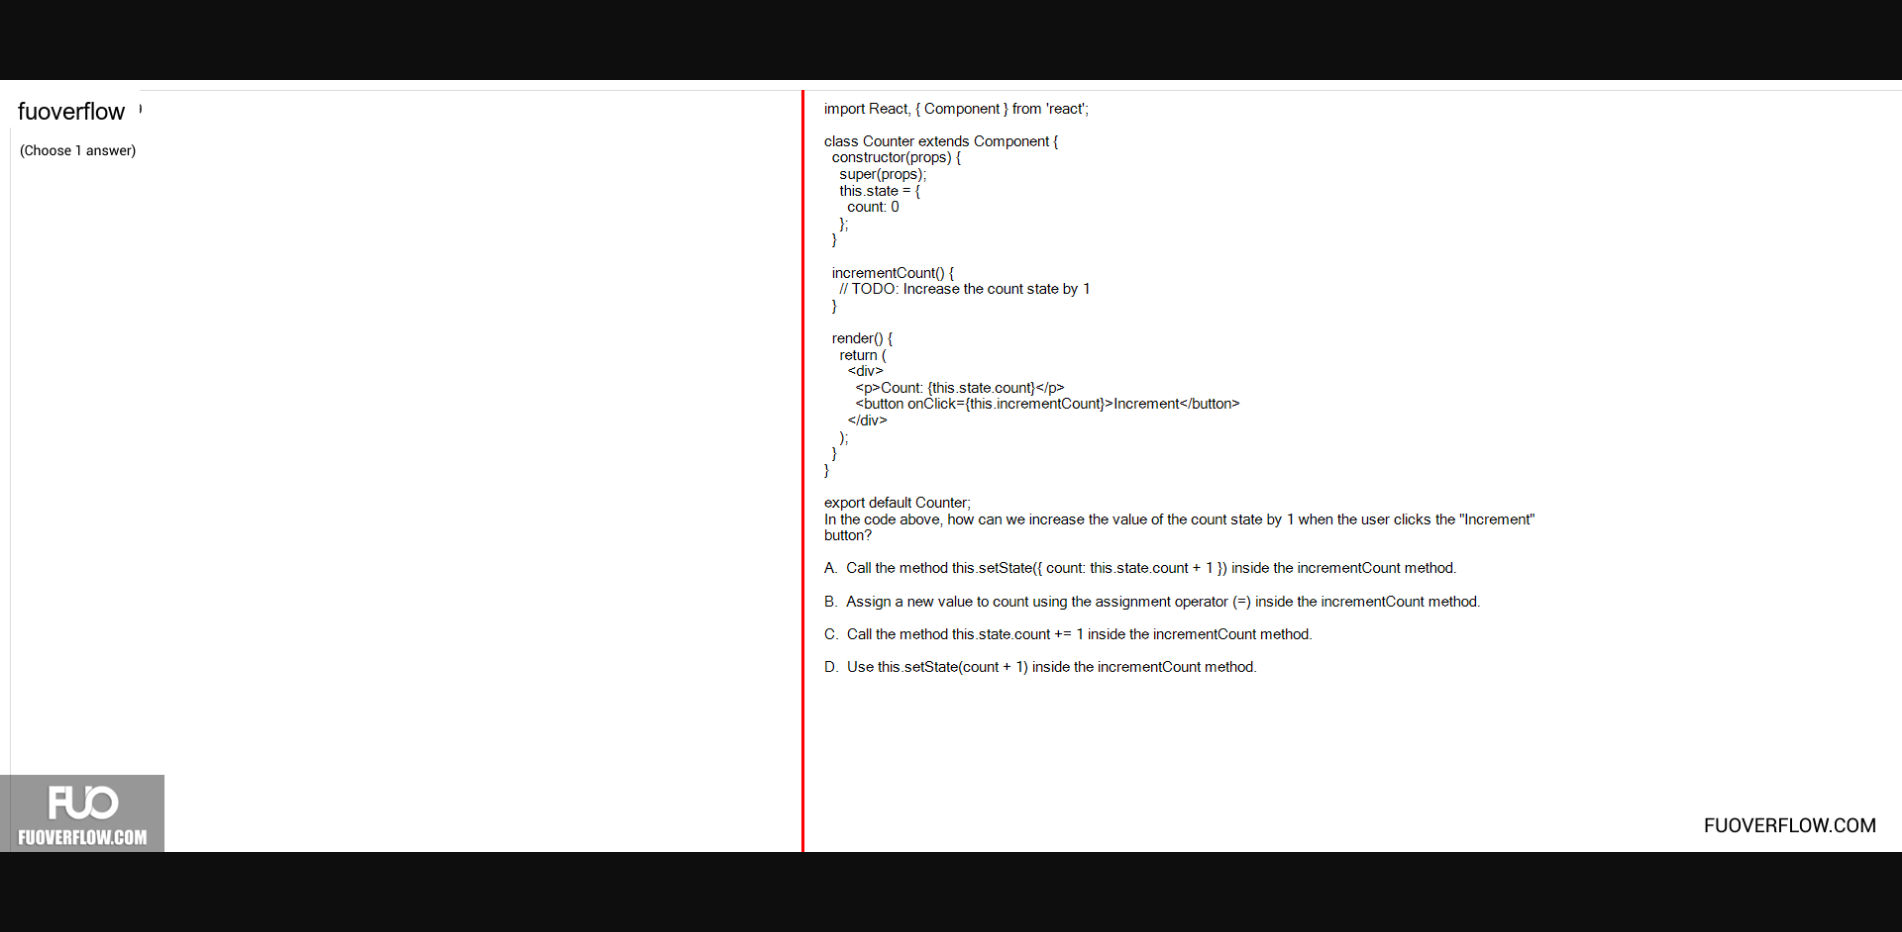 fuoverflow
(Choose 1 answer)
import React, { Component } from 'react';
class Counter extends Component {
constructor(props) {
super(props);
this.state = {
count: 0
};
}
incrementCount() {
// TODO: Increase the count state by 1
}
render() {
return (
<div>
<p>Count: {this.state.count}</p>
<button onClick={this.incrementCount}>Increment</button>
</div>
);
}
}
export default Counter;
In the code above, how can we increase the value of the count state by 1 when the user clicks the "Increment"
button?
A. Call the method this.setState({ count: this.state.count + 1 }) inside the incrementCount method.
B. Assign a new value to count using the assignment operator (=) inside the incrementCount method.
C. Call the method this.state.count += 1 inside the incrementCount method.
D. Use this.setState(count + 1) inside the incrementCount method.
FUO
FUOVERFLOW.COM
FUOVERFLOW.COM